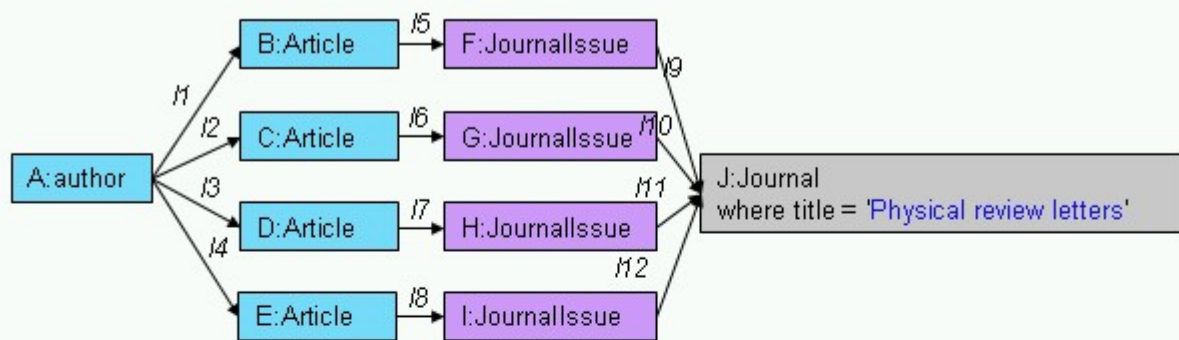 B:Article
l5
F:JournalIssue
l9
l1
l2
C:Article
l6
G:JournalIssue
l10
A:author
J:Journal
where title = 'Physical review letters'
l3
D:Article
l7
H:JournalIssue
l11
l4
l12
E:Article
l8
I:JournalIssue